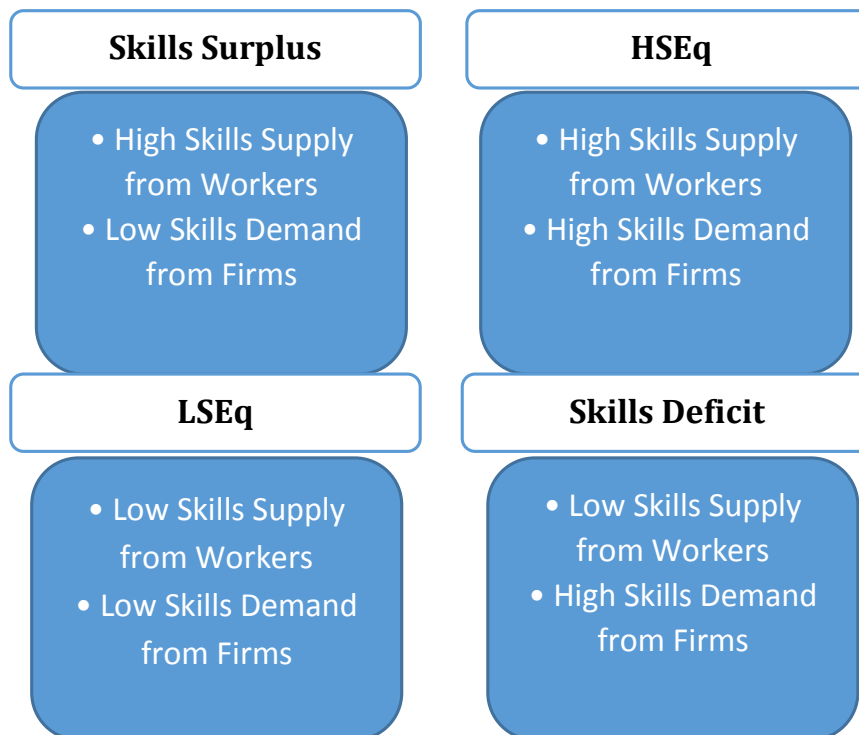 Skills Surplus
• High Skills Supply
from Workers
• Low Skills Demand
from Firms
HSEq
• High Skills Supply
from Workers
• High Skills Demand
from Firms
LSEq
• Low Skills Supply
from Workers
• Low Skills Demand
from Firms
Skills Deficit
• Low Skills Supply
from Workers
• High Skills Demand
from Firms